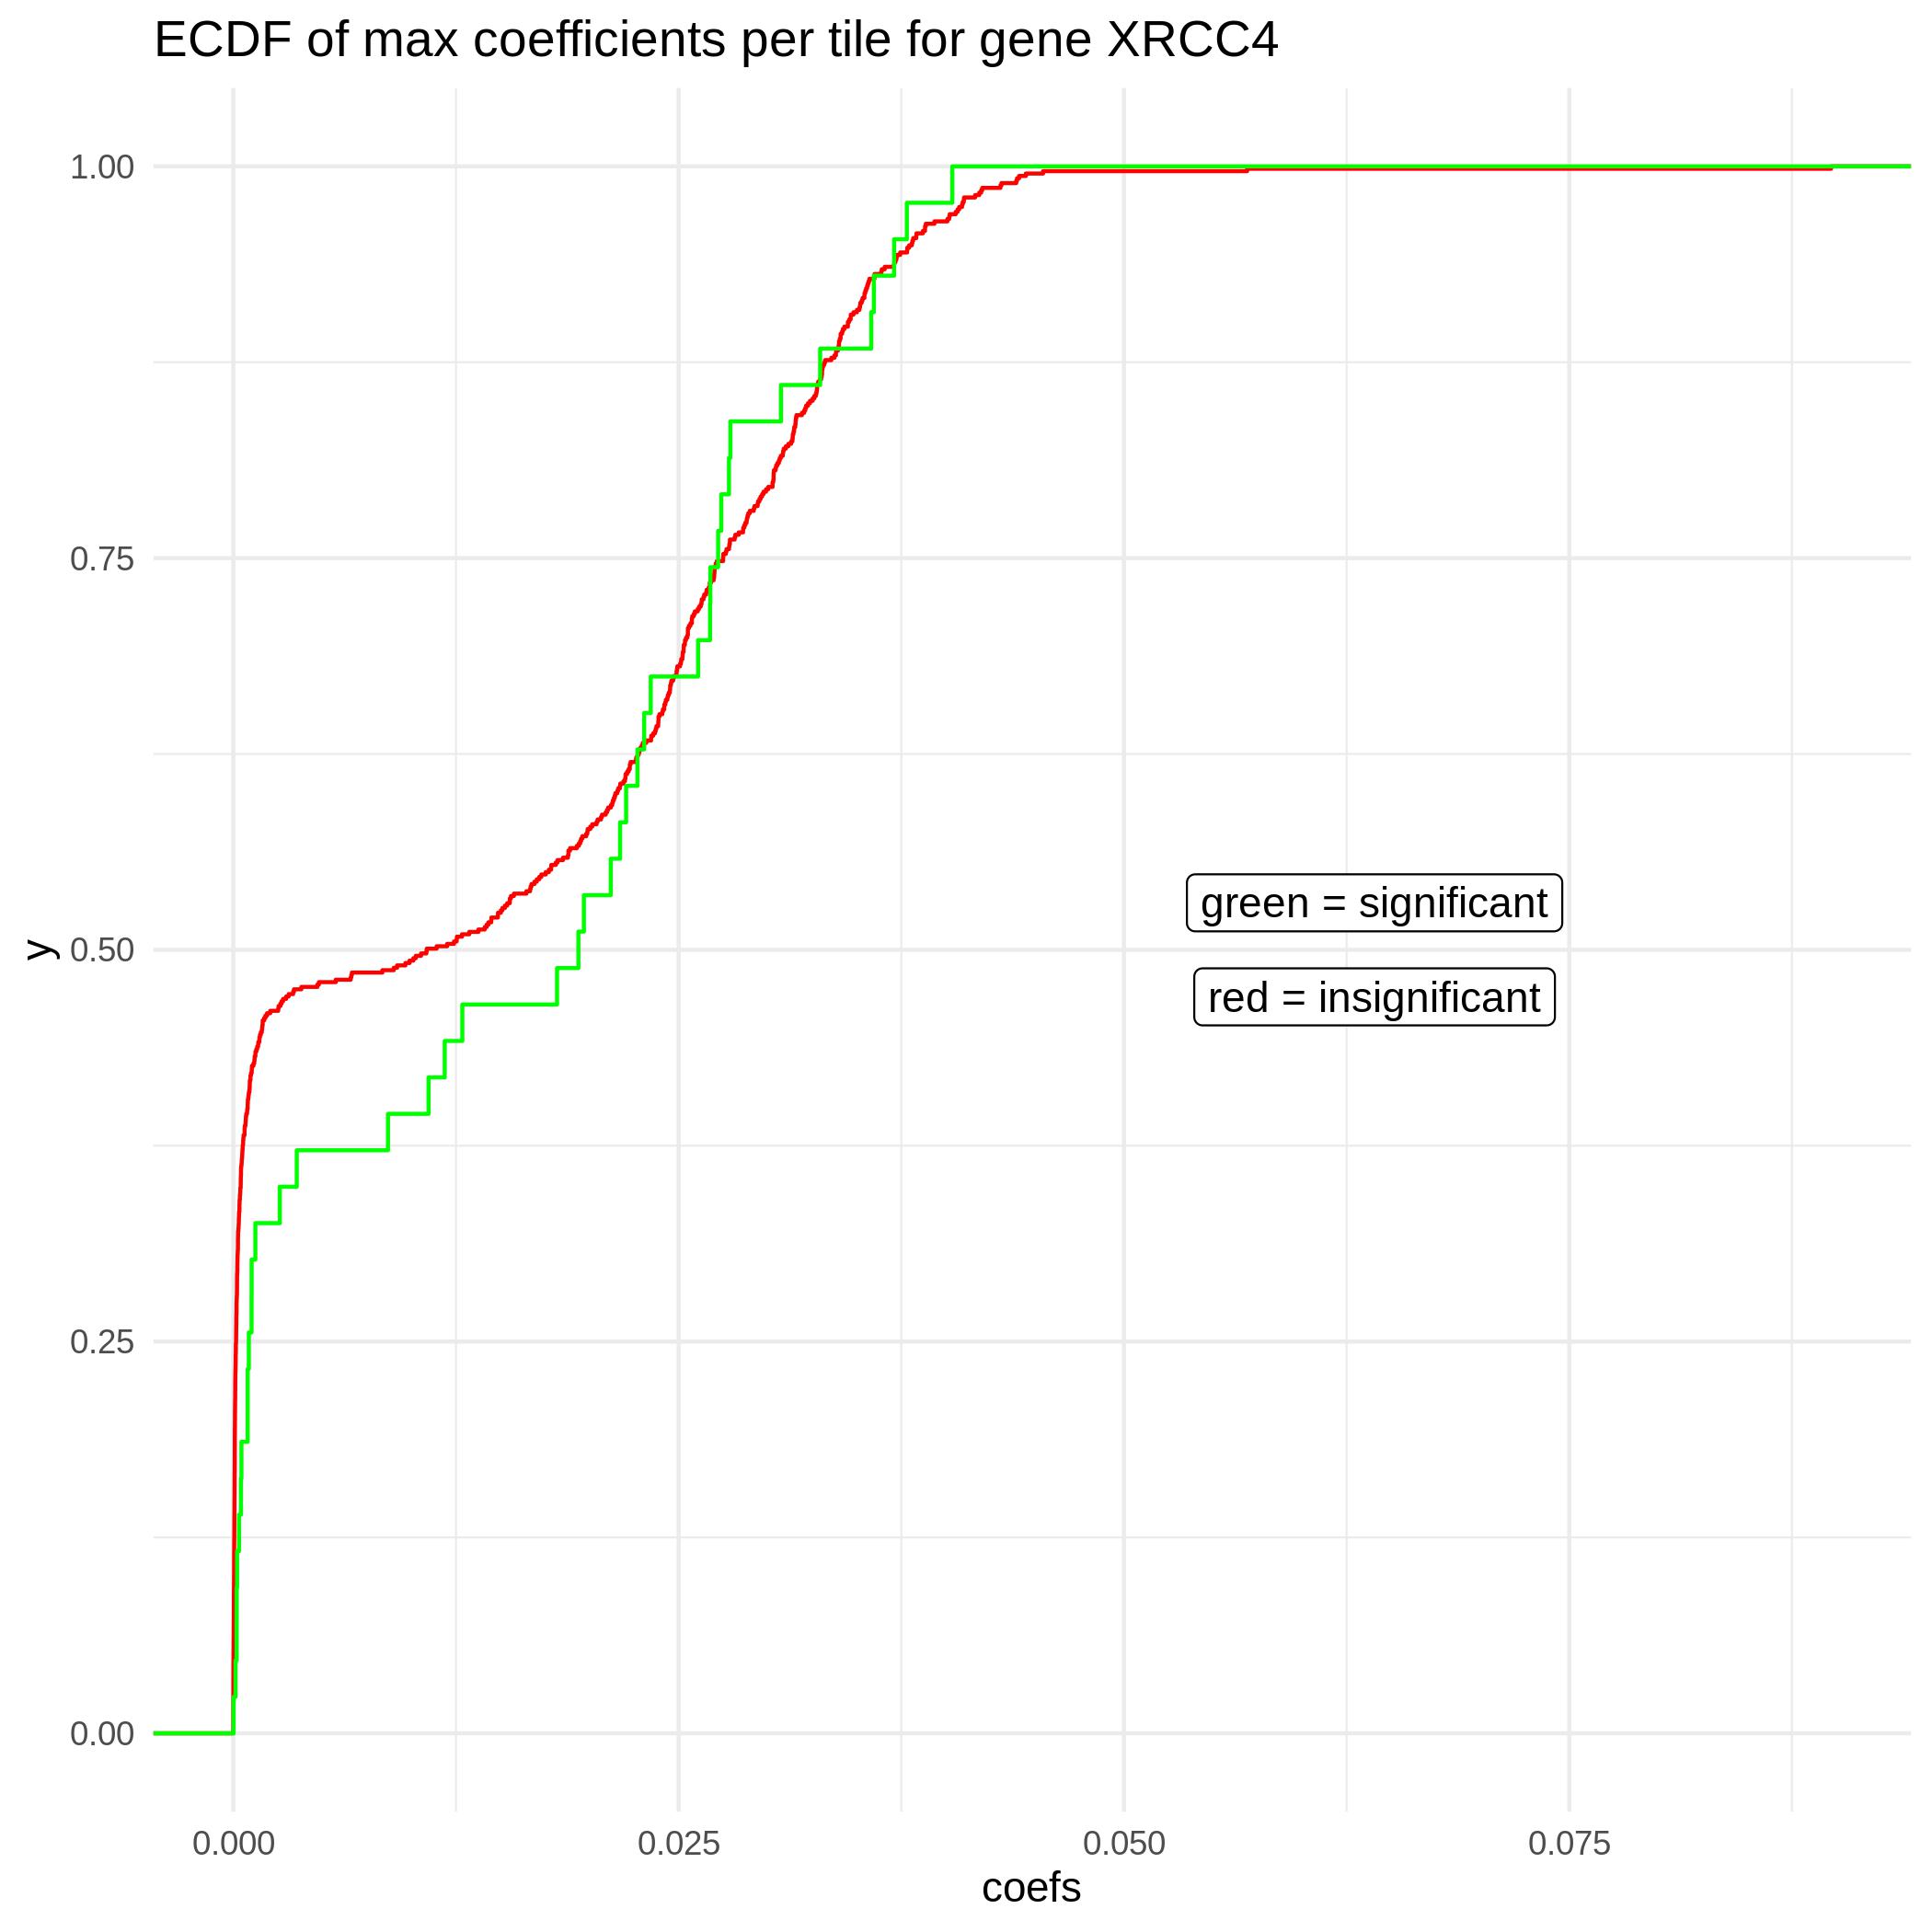 ECDF of max coefficients per tile for gene XRCC4
1.00
0.75
y
0.50
0.25
0.00
green = significant
red = insignificant
0.000
0.025
0.050
0.075
coefs